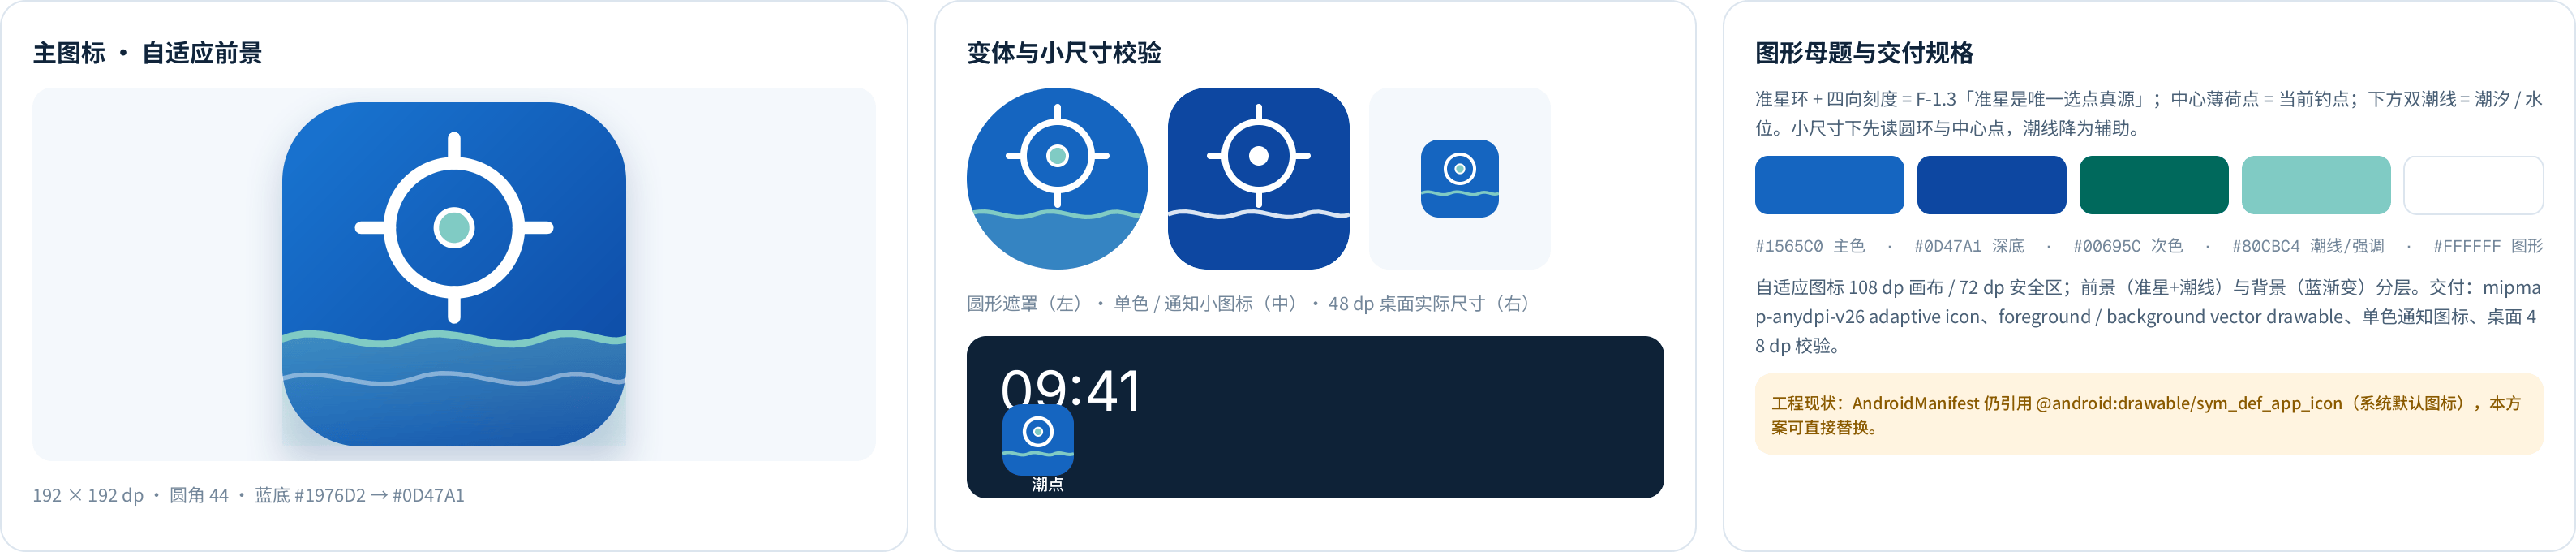 主图标 · 自适应前景
192 × 192 dp · 圆角 44 · 蓝底 #1976D2 → #0D47A1
变体与小尺寸校验
圆形遮罩（左） · 单色 / 通知小图标（中） · 48 dp 桌面实际尺寸（右）
09:41
潮点
图形母题与交付规格
准星环 + 四向刻度 = F-1.3「准星是唯一选点真源」；中心薄荷点 = 当前钓点；下方双潮线 = 潮汐 / 水
位。小尺寸下先读圆环与中心点，潮线降为辅助。
#1565C0 主色 · #0D47A1 深底 · #00695C 次色 · #80CBC4 潮线/强调 · #FFFFFF 图形
自适应图标 108 dp 画布 / 72 dp 安全区；前景（准星+潮线）与背景（蓝渐变）分层。交付：mipma
p-anydpi-v26 adaptive icon、foreground / background vector drawable、单色通知图标、桌面 4
8 dp 校验。
工程现状：AndroidManifest 仍引用 @android:drawable/sym_def_app_icon（系统默认图标），本方
案可直接替换。